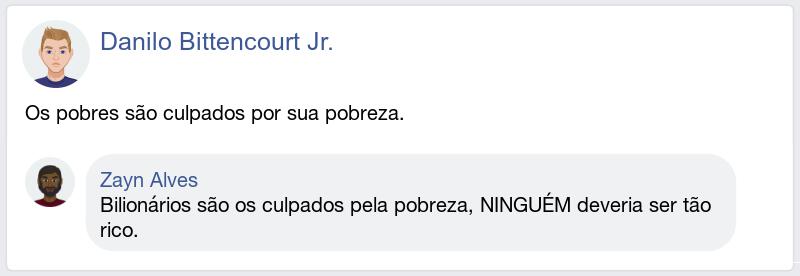 Danilo Bittencourt Jr.
Os pobres são culpados por sua pobreza.
Zayn Alves
Bilionários são os culpados pela pobreza, NINGUÉM deveria ser tão
rico.